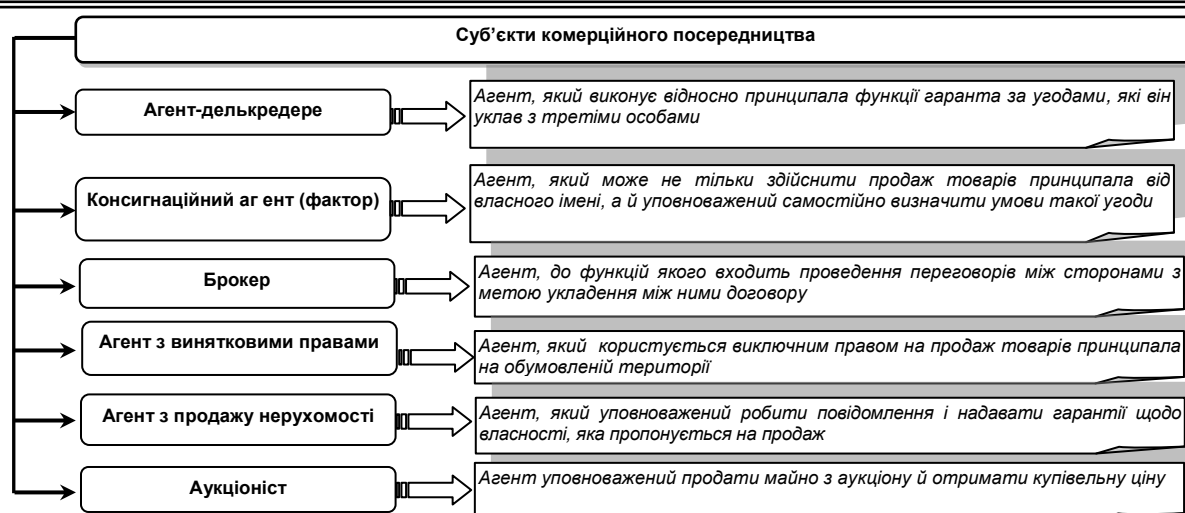 Суб’єкти комерційного посередництва
Агент-делькредере
Агент, який виконує відносно принципала функції гаранта за угодами, які він
уклав з третіми особами
Консигнаційний аг ент (фактор)
Агент, який може не тільки здійснити продаж товарів принципала від
власного імені, а й уповноважений самостійно визначити умови такої угоди
Брокер
Агент, до функцій якого входить проведення переговорів між сторонами з
метою укладення між ними договору
Агент з винятковими правами
Агент, який користується виключним правом на продаж товарів принципала
на обумовленій території
Агент з продажу нерухомості
Агент, який уповноважений робити повідомлення і надавати гарантії щодо
власності, яка пропонується на продаж
Аукціоніст
Агент уповноважений продати майно з аукціону й отримати купівельну ціну